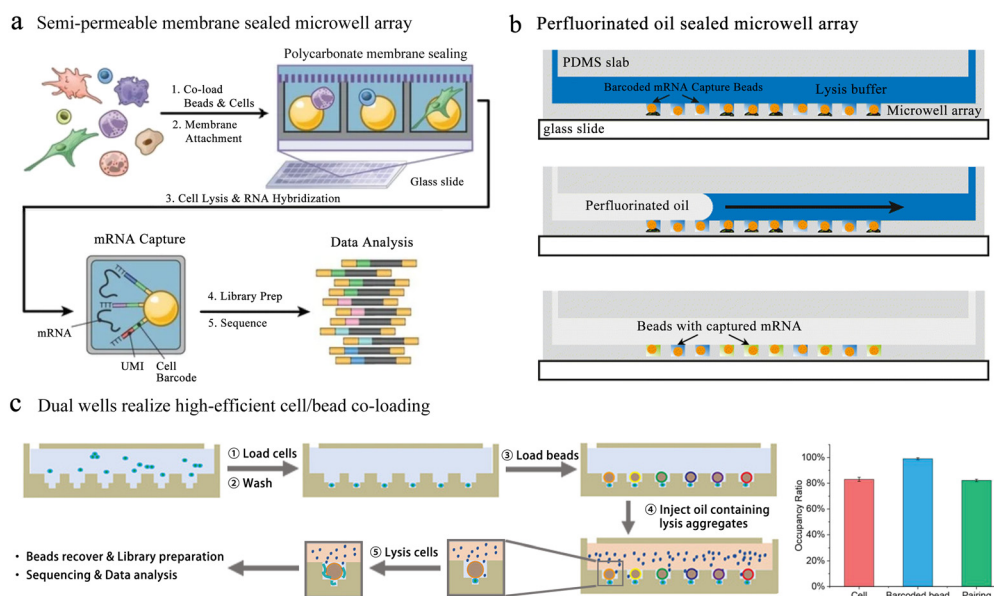 a Semi-permeable membrane sealed microwell array
Polycarbonate membrane sealing
1. Co-load
Beads & Cells
2. Membrane
Attachment
Glass slide
3. Cell Lysis & RNA Hybridization
mRNA Capture
TTT
TTT
TTT
mRNA
UMI
Cell
Barcode
4. Library Prep
5. Sequence
Data Analysis
b Perfluorinated oil sealed microwell array
PDMS slab
Barcoded mRNA Capture Beads
Lysis buffer
Microwell array
glass slide
Perfluorinated oil
Beads with captured mRNA
c Dual wells realize high-efficient cell/bead co-loading
① Load cells
② Wash
③ Load beads
④ Inject oil containing
lysis aggregates
⑤ Lysis cells
• Beads recover & Library preparation
• Sequencing & Data analysis
Occupancy Ratio
100%
80%
60%
40%
20%
0%
Cell
Barcoded bead
Pairing